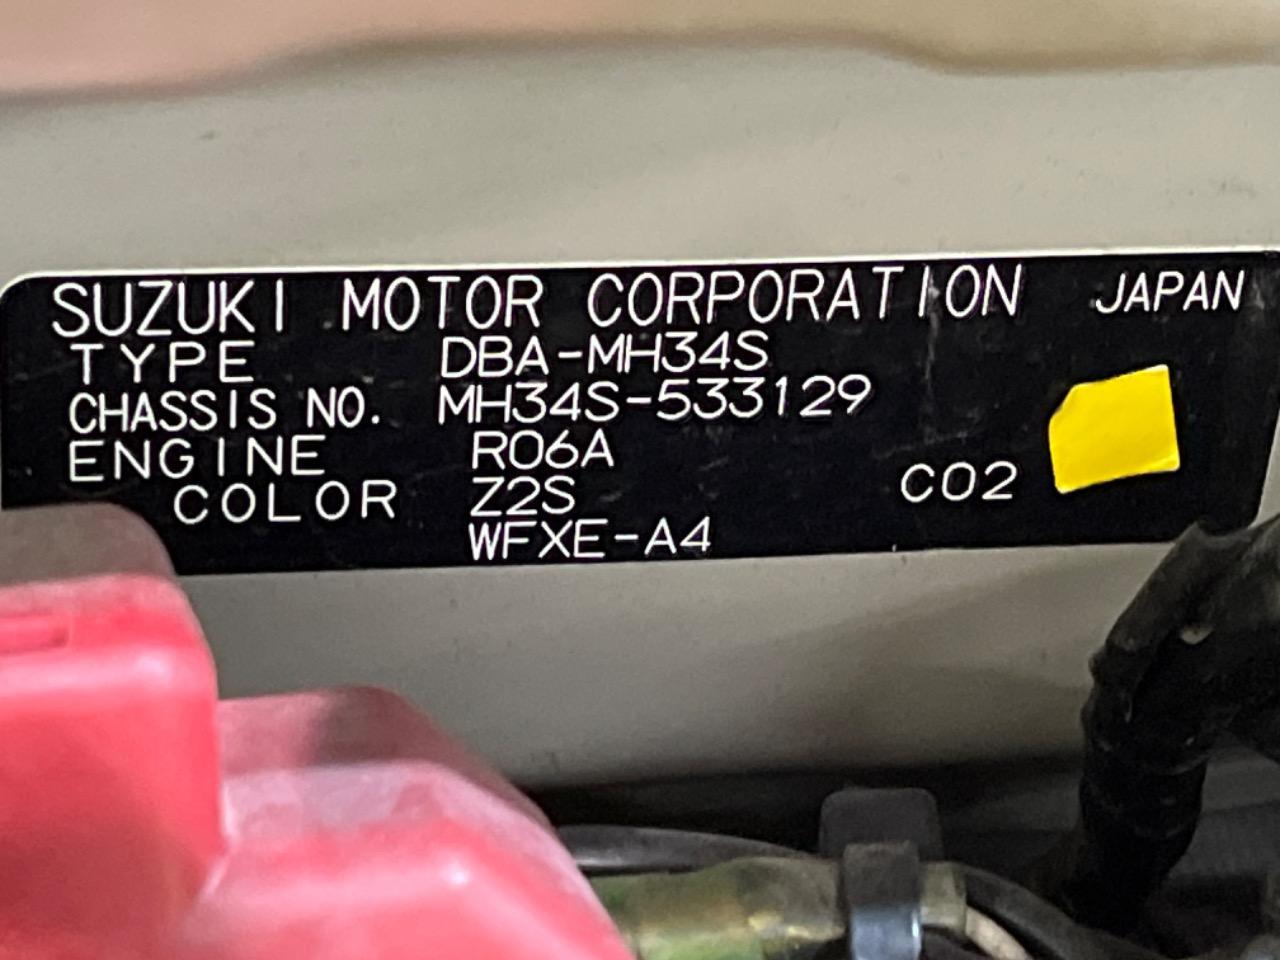 SUZUKI MOTOR CORPORATION JAPAN
TYPE DBA-MH34S
CHASSIS NO. MH34S-533129
ENGINE R06A
COLOR Z2S C02
WFXE-A4